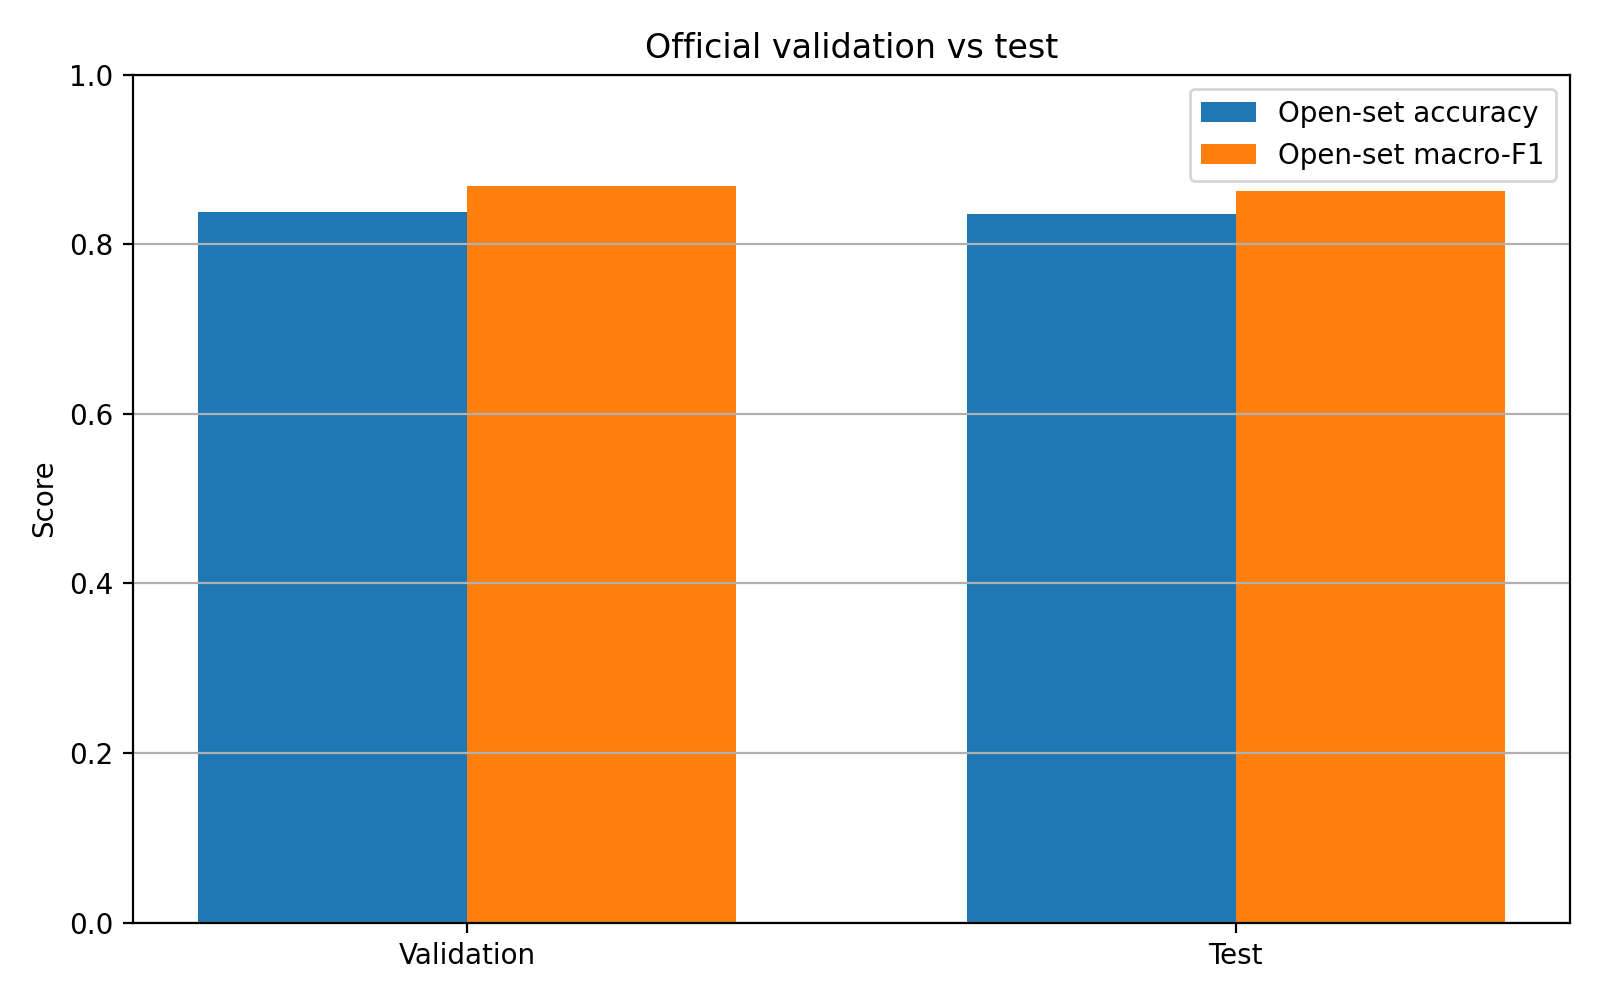 Official validation vs test
1.0
0.8
0.6
0.4
0.2
0.0
Score
Open-set accuracy
Open-set macro-F1
Validation
Test